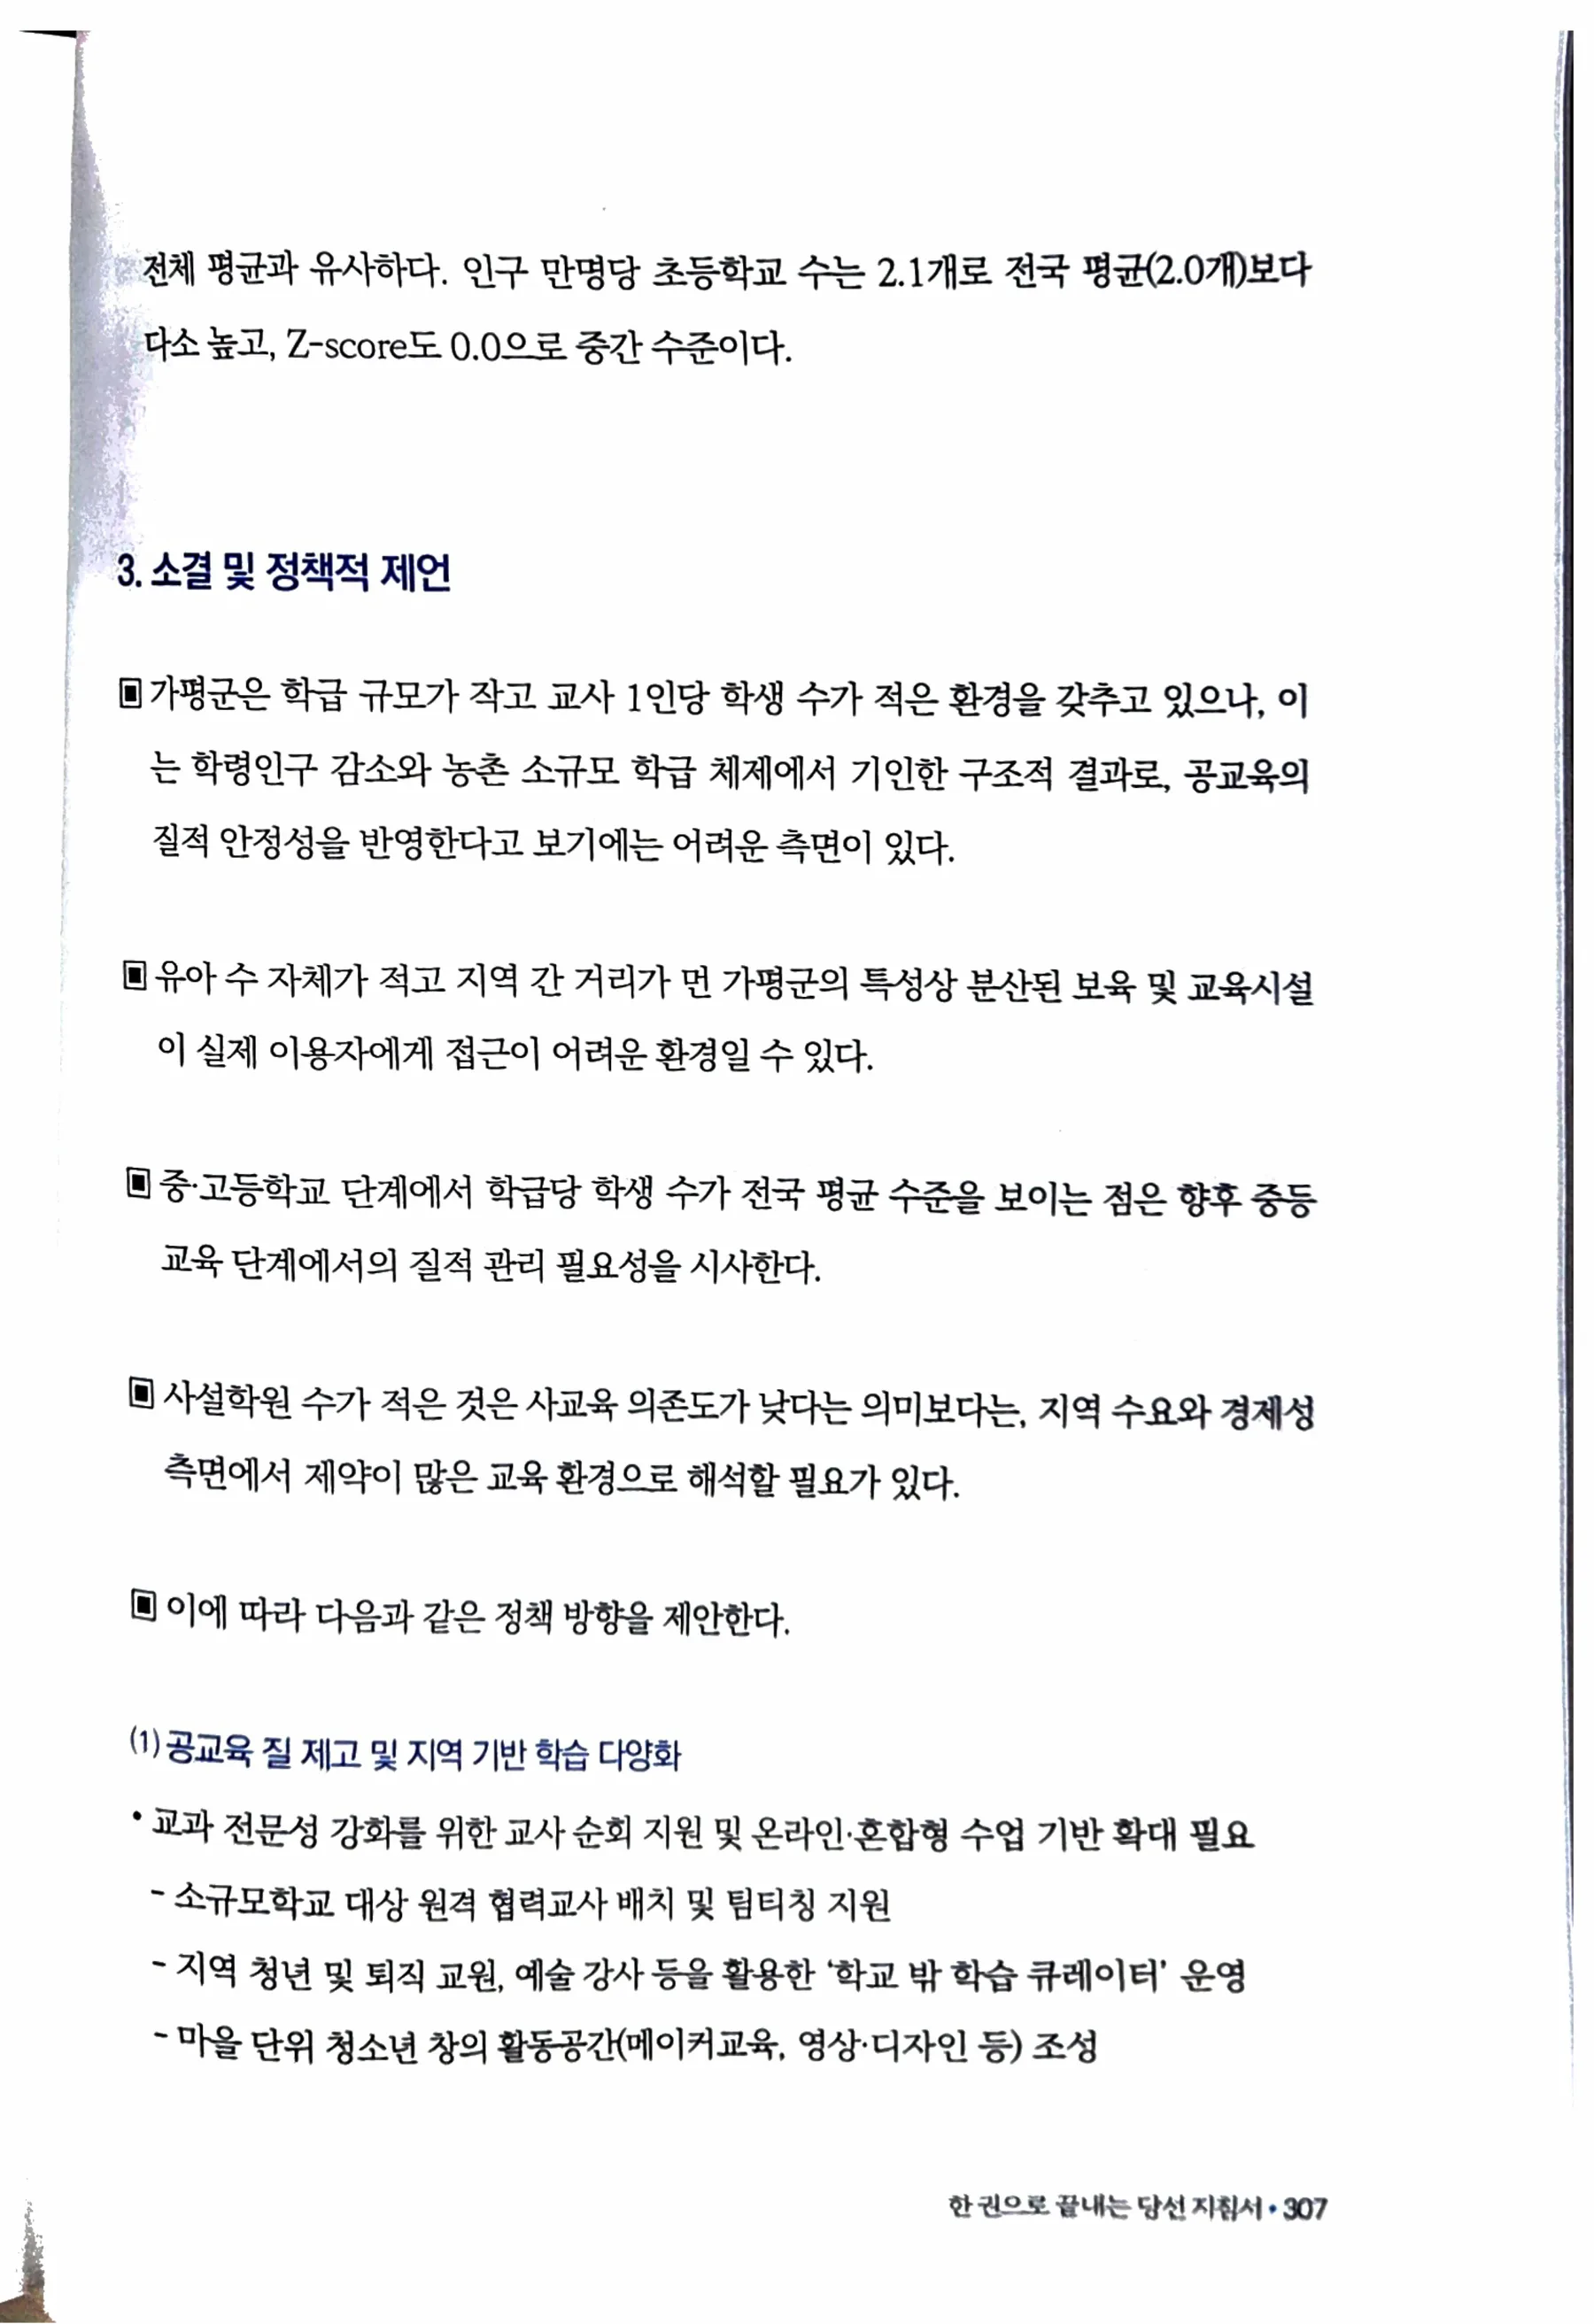 전체 평균과 유사하다. 인구 만명당 초등학교 수는 2.1개로 전국 평균(2.0개)보다
다소 높고, Z-score도 0.0으로 중간 수준이다.
3. 소결 및 정책적 제언
▣ 가평군은 학급 규모가 작고 교사 1인당 학생 수가 적은 환경을 갖추고 있으나, 이
는 학령인구 감소와 농촌 소규모 학급 체제에서 기인한 구조적 결과로, 공교육의
질적 안정성을 반영한다고 보기에는 어려운 측면이 있다.
▣ 유아 수 자체가 적고 지역 간 거리가 먼 가평군의 특성상 분산된 보육 및 교육시설
이 실제 이용자에게 접근이 어려운 환경일 수 있다.
▣ 중·고등학교 단계에서 학급당 학생 수가 전국 평균 수준을 보이는 점은 향후 중등
교육 단계에서의 질적 관리 필요성을 시사한다.
▣ 사설학원 수가 적은 것은 사교육 의존도가 낮다는 의미보다는, 지역 수요와 경제성
측면에서 제약이 많은 교육 환경으로 해석할 필요가 있다.
▣ 이에 따라 다음과 같은 정책 방향을 제안한다.
(1) 공교육 질 제고 및 지역 기반 학습 다양화
• 교과 전문성 강화를 위한 교사 순회 지원 및 온라인·혼합형 수업 기반 확대 필요
- 소규모학교 대상 원격 협력교사 배치 및 팀티칭 지원
- 지역 청년 및 퇴직 교원, 예술 강사 등을 활용한 ‘학교 밖 학습 큐레이터’ 운영
- 마을 단위 청소년 창의 활동공간(메이커교육, 영상·디자인 등) 조성
한 권으로 끝내는 당선 지침서 • 307